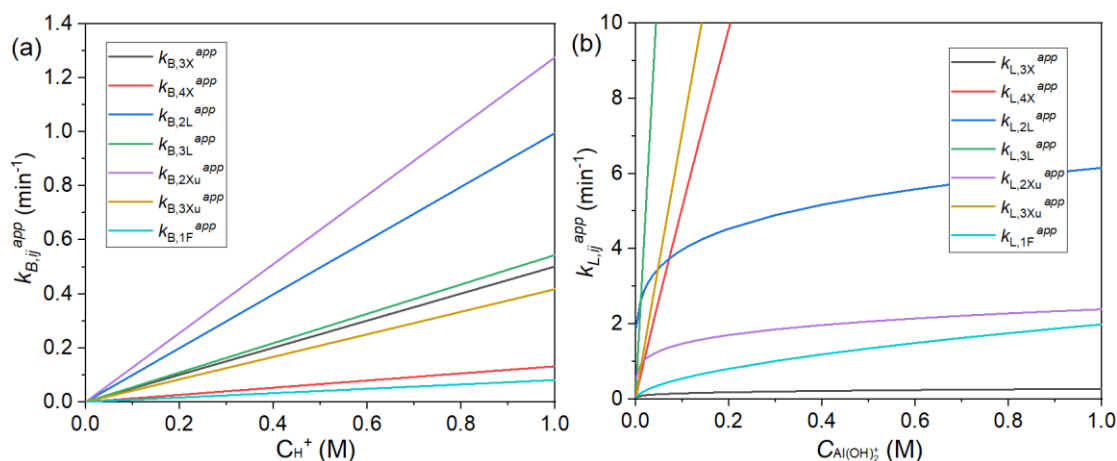 (a)
k_B,ij^app (min⁻¹)
1.4
1.2
1.0
0.8
0.6
0.4
0.2
0.0
k_B,3X^app
k_B,4X^app
k_B,2L^app
k_B,3L^app
k_B,2Xu^app
k_B,3Xu^app
k_B,1F^app
0.0 0.2 0.4 0.6 0.8 1.0
C_H⁺ (M)
(b)
k_L,ij^app (min⁻¹)
10
8
6
4
2
0
k_L,3X^app
k_L,4X^app
k_L,2L^app
k_L,3L^app
k_L,2Xu^app
k_L,3Xu^app
k_L,1F^app
0.0 0.2 0.4 0.6 0.8 1.0
C_Al(OH)₂⁺ (M)